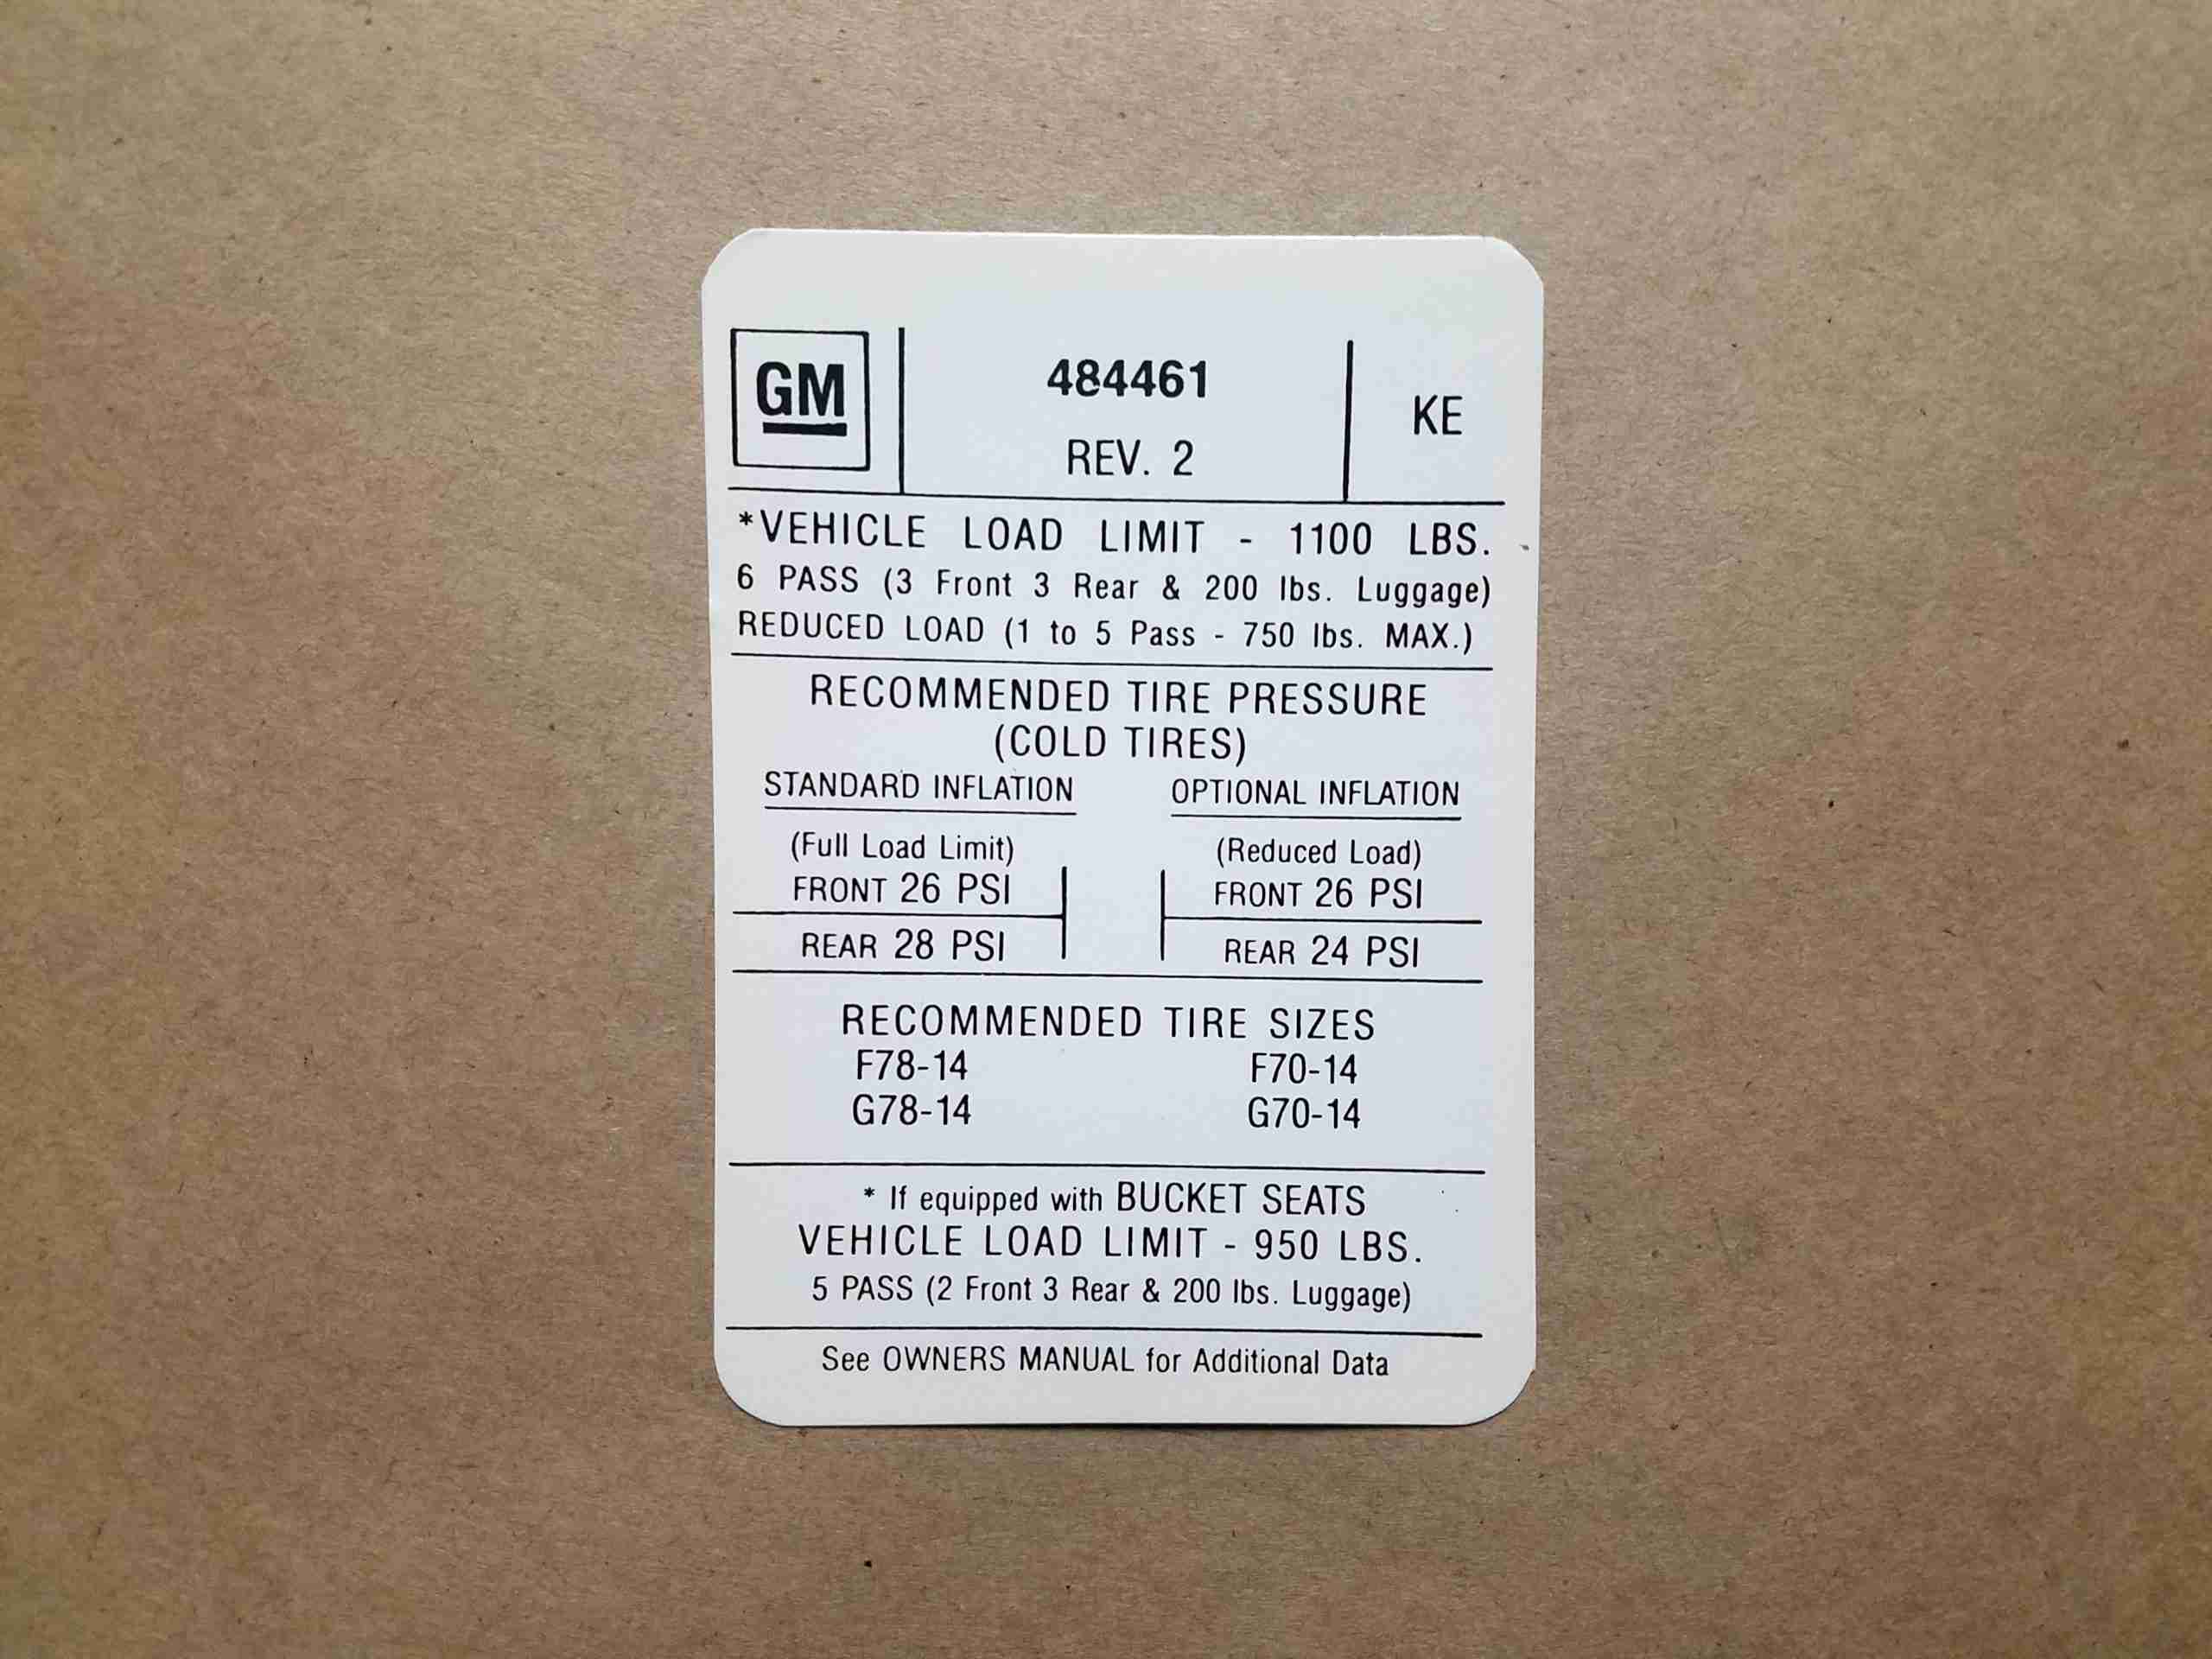 GM
484461
REV. 2
KE
*VEHICLE LOAD LIMIT - 1100 LBS.
6 PASS (3 Front 3 Rear & 200 lbs. Luggage)
REDUCED LOAD (1 to 5 Pass - 750 lbs. MAX.)
RECOMMENDED TIRE PRESSURE
(COLD TIRES)
STANDARD INFLATION OPTIONAL INFLATION
(Full Load Limit) (Reduced Load)
FRONT 26 PSI FRONT 26 PSI
REAR 28 PSI REAR 24 PSI
RECOMMENDED TIRE SIZES
F78-14 F70-14
G78-14 G70-14
* If equipped with BUCKET SEATS
VEHICLE LOAD LIMIT - 950 LBS.
5 PASS (2 Front 3 Rear & 200 lbs. Luggage)
See OWNERS MANUAL for Additional Data